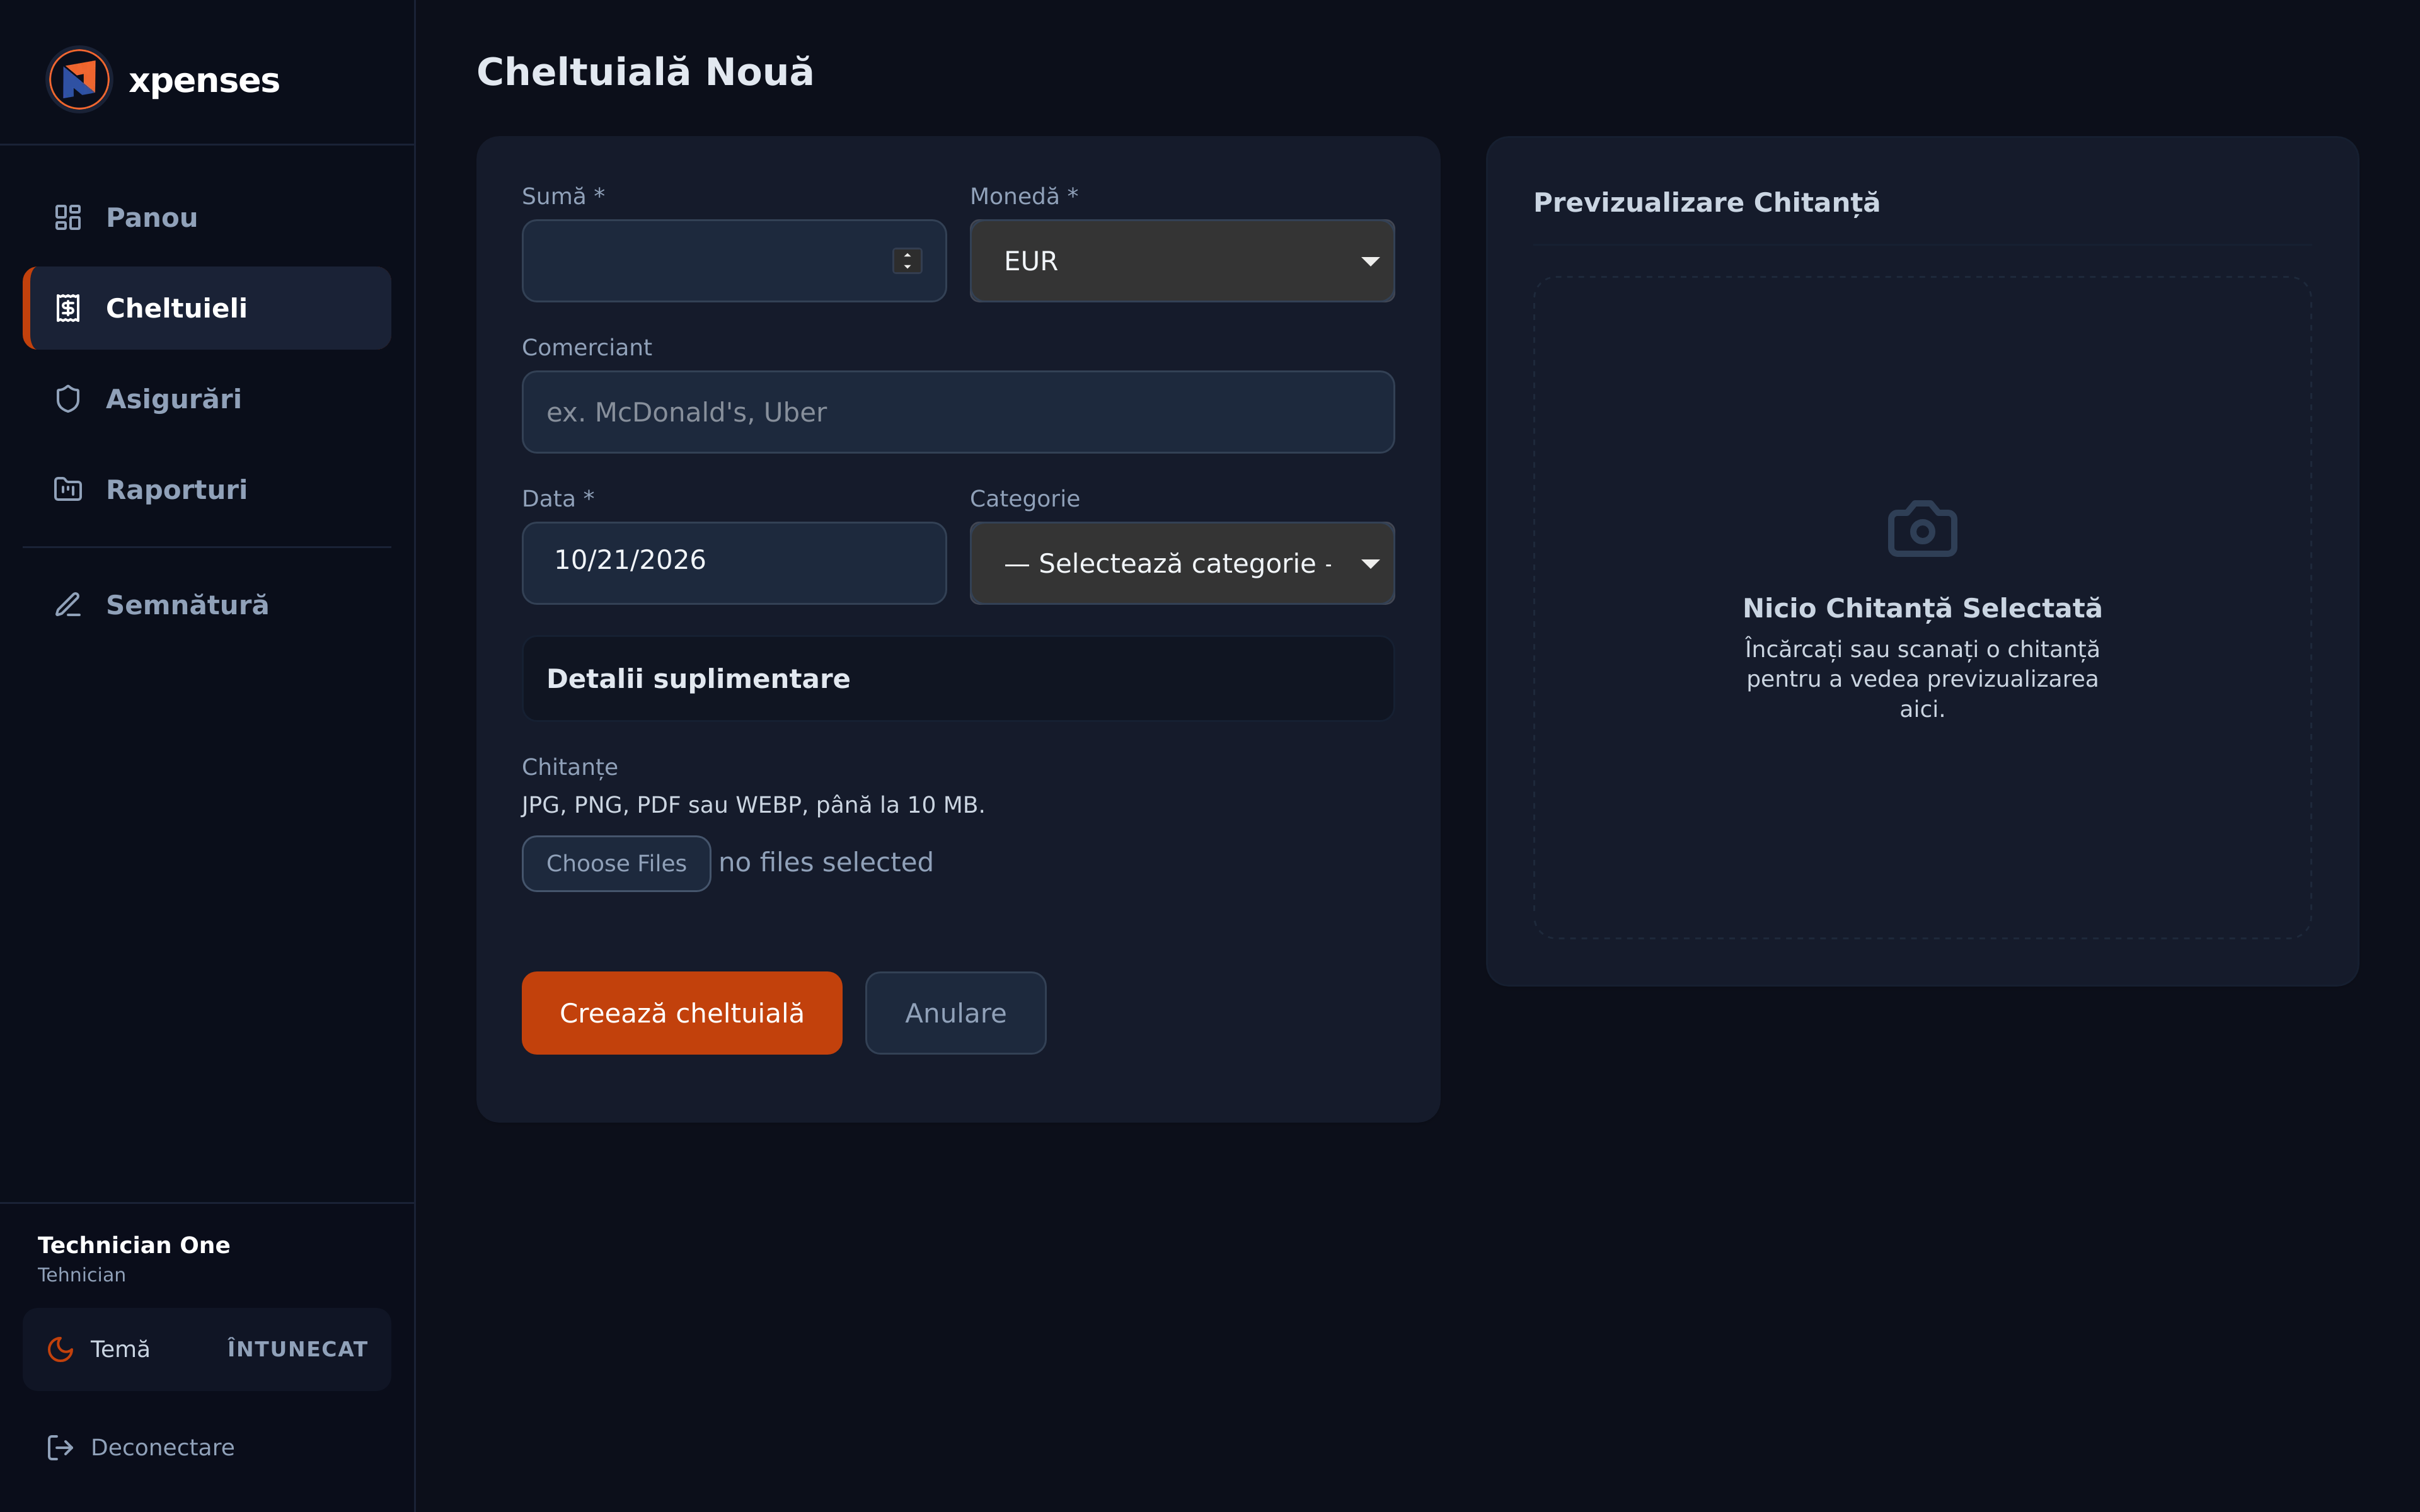 xpenses
Panou
Cheltuieli
Asigurări
Raporturi
Semnătură
Technician One
Tehnician
Temă ÎNTUNECAT
Deconectare
Cheltuială Nouă
Sumă * Monedă *
EUR
Comerciant
ex. McDonald's, Uber
Data * Categorie
10/21/2026 — Selectează categorie -
Detalii suplimentare
Chitanțe
JPG, PNG, PDF sau WEBP, până la 10 MB.
Choose Files no files selected
Creează cheltuială Anulare
Previzualizare Chitanță
Nicio Chitanță Selectată
Încărcați sau scanați o chitanță
pentru a vedea previzualizarea
aici.